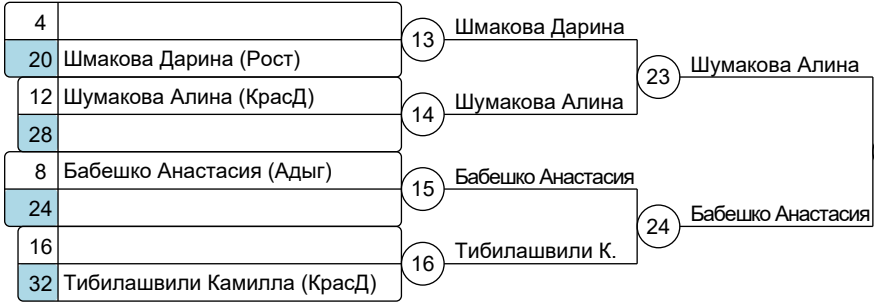 4
20 Шмакова Дарина (Рост)
12 Шумакова Алина (КрасД)
28
8 Бабешко Анастасия (Адыг)
24
16
32 Тибилашвили Камилла (КрасД)
13 Шмакова Дарина
14 Шумакова Алина
15 Бабешко Анастасия
16 Тибилашвили К.
23 Шумакова Алина
24 Бабешко Анастасия